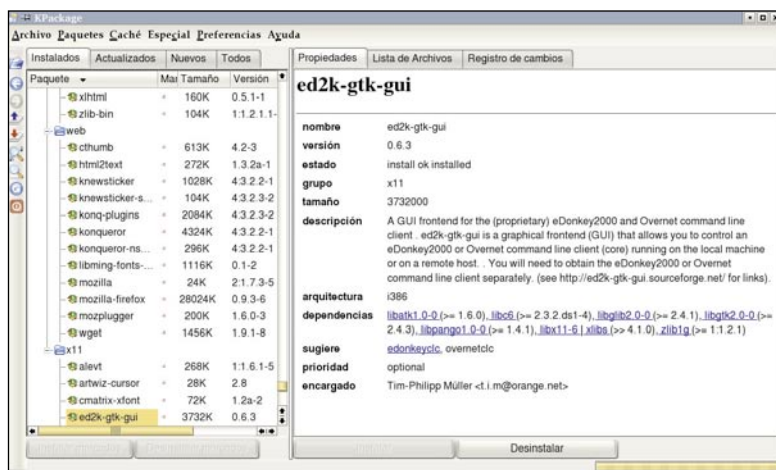 KPackage
Archivo Paquetes Caché Especial Preferencias Ayuda
Instalados Actualizados Nuevos Todos
Paquete Mar Tamaño Versión
xlhtml 160K 0.5.1-1
zlib-bin 104K 1:1.2.1.1-
web
cthumb 613K 4.2-3
html2text 272K 1.3.2a-1
knewsticker 1028K 4:3.2.2-1
knewsticker-s... 104K 4:3.2.3-2
konq-plugins 2084K 4:3.2.3-2
konqueror 4324K 4:3.2.2-1
konqueror-ns... 296K 4:3.2.2-1
libming-fonts-... 1116K 0.1-2
mozilla 24K 2:1.7.3-5
mozilla-firefox 28024K 0.9.3-6
mozplugger 200K 1.6.0-3
wget 1456K 1.9.1-8
x11
alevt 268K 1:1.6.1-5
artwiz-cursor 28K 2.8
cmatrix-xfont 72K 1.2a-2
ed2k-gtk-gui 3732K 0.6.3
Propiedades Lista de Archivos Registro de cambios
ed2k-gtk-gui
nombre ed2k-gtk-gui
versión 0.6.3
estado install ok installed
grupo x11
tamaño 3732000
descripción A GUI frontend for the (proprietary) eDonkey2000 and Overnet command line
client . ed2k-gtk-gui is a graphical frontend (GUI) that allows you to control an
eDonkey2000 or Overnet command line client (core) running on the local machine
or on a remote host. . You will need to obtain the eDonkey2000 or Overnet
command line client separately. (see http://ed2k-gtk-gui.sourceforge.net/ for links).
arquitectura i386
dependencias libatk1.0-0 (>= 1.6.0), libc6 (>= 2.3.2.ds1-4), libglib2.0-0 (>= 2.4.1), libgtk2.0-0 (>=
2.4.3), libpango1.0-0 (>= 1.4.1), libx11-6 | xlibs (>> 4.1.0), zlib1g (>= 1:1.2.1)
sugiere edonkeyclc, overnetclc
prioridad optional
encargado Tim-Philipp Müller <t.i.m@orange.net>
Desinstalar